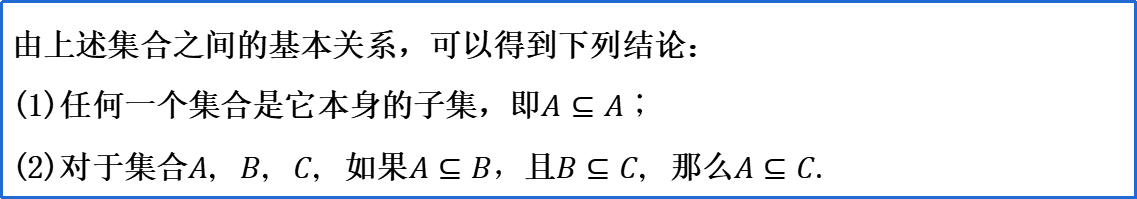 由上述集合之间的基本关系，可以得到下列结论：
(1)任何一个集合是它本身的子集，即A ⊆ A；
(2)对于集合A，B，C，如果A ⊆ B，且B ⊆ C，那么A ⊆ C.